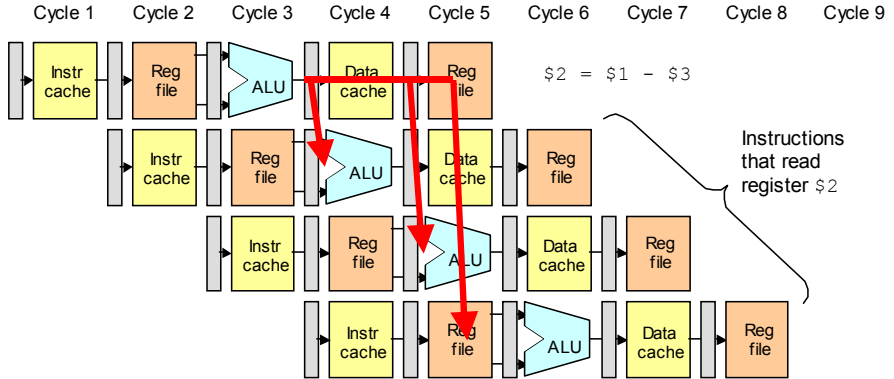 Cycle 1 Cycle 2 Cycle 3 Cycle 4 Cycle 5 Cycle 6 Cycle 7 Cycle 8 Cycle 9
Instr
cache
Reg
file
ALU
Data
cache
Reg
file
$2 = $1 - $3
Instr
cache
Reg
file
ALU
Data
cache
Reg
file
Instructions
that read
register $2
Instr
cache
Reg
file
ALU
Data
cache
Reg
file
Instr
cache
Reg
file
ALU
Data
cache
Reg
file